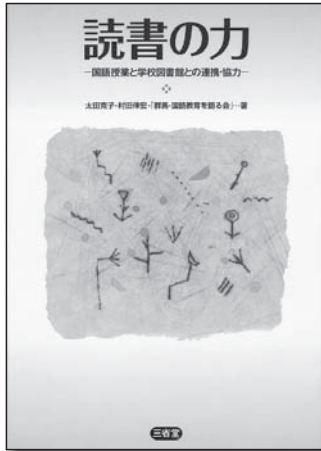 読書の力
―国語授業と学校図書館との連携・協力―
太田克子・村田伸宏・「群馬・国語教育を語る会」…著
三省堂